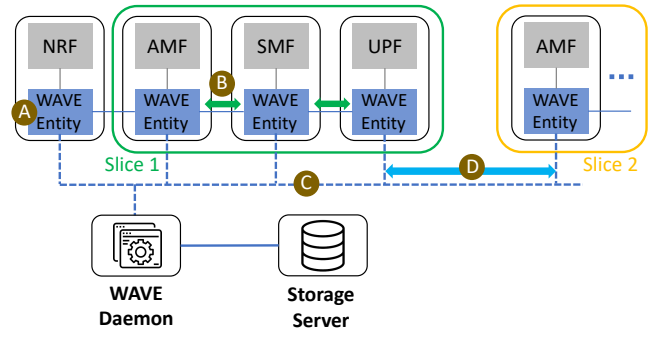 NRF
AMF
SMF
UPF
AMF
A
WAVE
Entity
WAVE
Entity
B
WAVE
Entity
WAVE
Entity
WAVE
Entity
...
Slice 1
Slice 2
C
D
WAVE
Daemon
Storage
Server